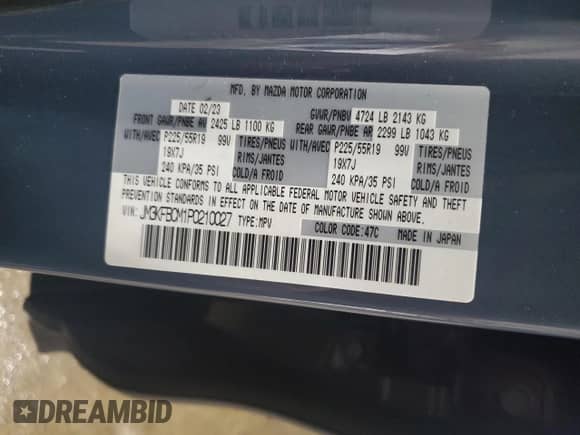 MFD. BY MAZDA MOTOR CORPORATION
DATE 02/23 GVWR/PNBV 4724 LB 2143 KG
FRONT GAWR/PNBE AV 2425 LB 1100 KG REAR GAWR/PNBE AR 2299 LB 1043 KG
WITH/AVEC P225/55R19 99V TIRES/PNEUS WITH/AVEC P225/55R19 99V TIRES/PNEUS
19X7J RIMS/JANTES 19X7J RIMS/JANTES
240 KPA/35 PSI COLD/A FROID 240 KPA/35 PSI COLD/A FROID
THIS VEHICLE CONFORMS TO ALL APPLICABLE FEDERAL MOTOR VEHICLE SAFETY AND THEFT
PREVENTION STANDARDS IN EFFECT ON THE DATE OF MANUFACTURE SHOWN ABOVE.
VIN: JM3KFBCM1P0210027 TYPE:MPV COLOR CODE:47C MADE IN JAPAN
DREAMBID